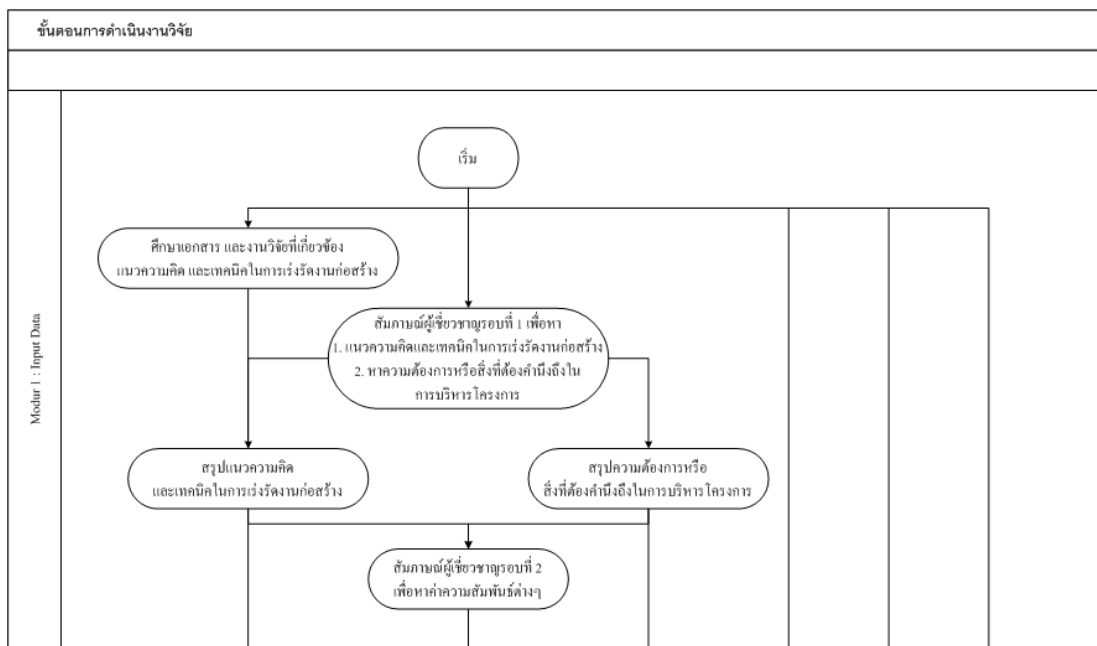 ขั้นตอนการดำเนินงานวิจัย
เริ่ม
ศึกษาเอกสาร และงานวิจัยที่เกี่ยวข้อง
แนวความคิด และเทคนิคในการเร่งรัดงานก่อสร้าง
สัมภาษณ์ผู้เชี่ยวชาญรอบที่ 1 เพื่อหา
1. แนวความคิดและเทคนิคในการเร่งรัดงานก่อสร้าง
2. หาความต้องการหรือสิ่งที่ต้องคำนึงถึงใน
การบริหารโครงการ
Modur 1 : Input Data
สรุปแนวความคิด
และเทคนิคในการเร่งรัดงานก่อสร้าง
สรุปความต้องการหรือ
สิ่งที่ต้องคำนึงถึงในการบริหารโครงการ
สัมภาษณ์ผู้เชี่ยวชาญรอบที่ 2
เพื่อหาค่าความสัมพันธ์ต่างๆ